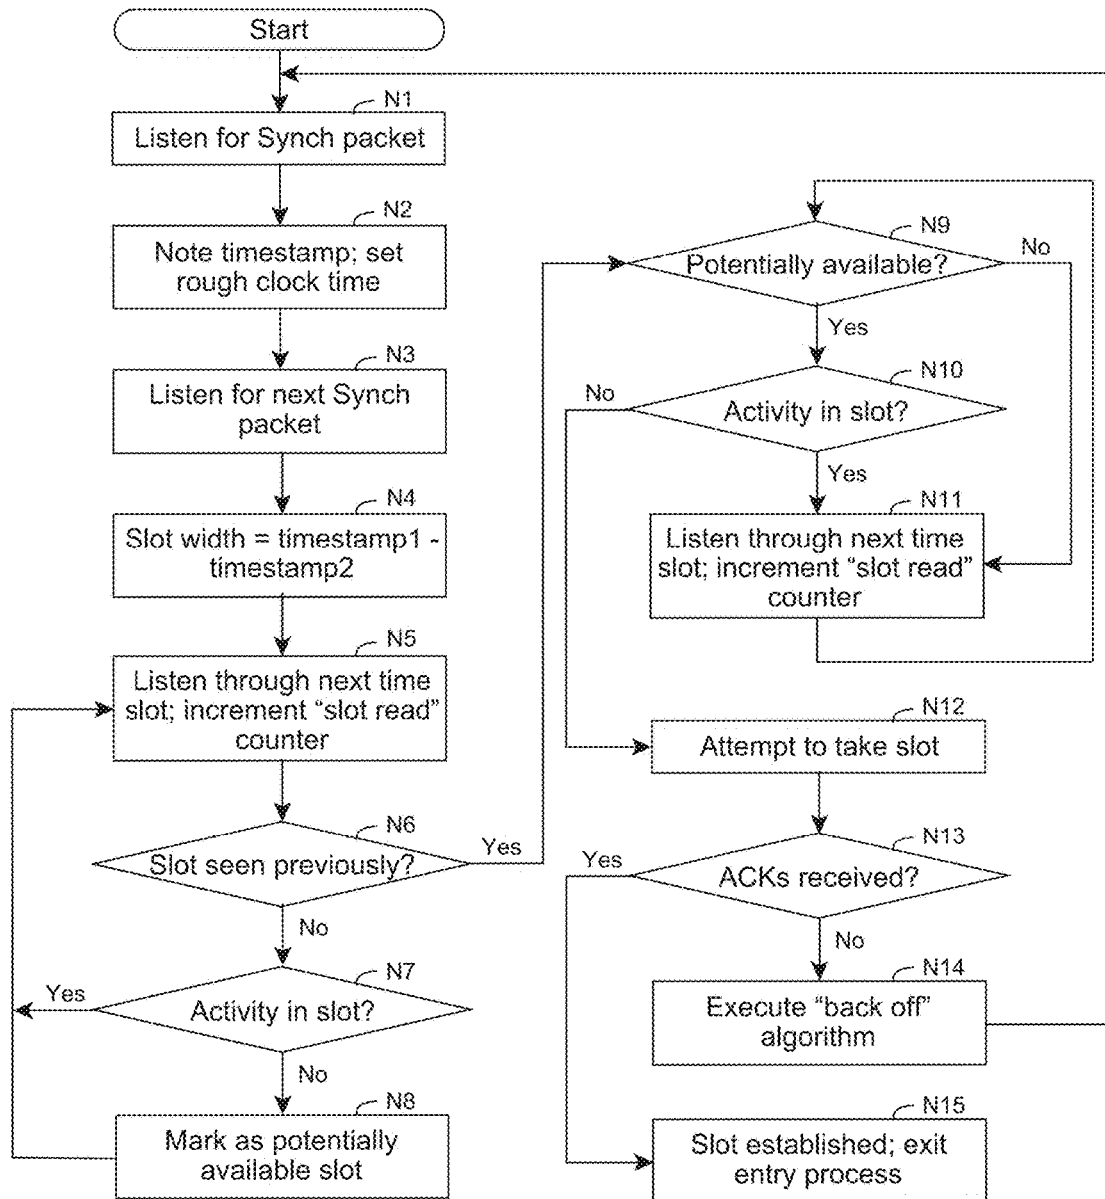 Start
N1
Listen for Synch packet
N2
Note timestamp; set
rough clock time
N3
Listen for next Synch
packet
N4
Slot width = timestamp1 -
timestamp2
N5
Listen through next time
slot; increment “slot read”
counter
N6
Slot seen previously?
Yes
No
N7
Yes
Activity in slot?
No
N8
Mark as potentially
available slot
N9
Potentially available?
No
Yes
N10
No
Activity in slot?
Yes
N11
Listen through next time
slot; increment “slot read”
counter
N12
Attempt to take slot
N13
Yes
ACKs received?
No
N14
Execute “back off”
algorithm
N15
Slot established; exit
entry process